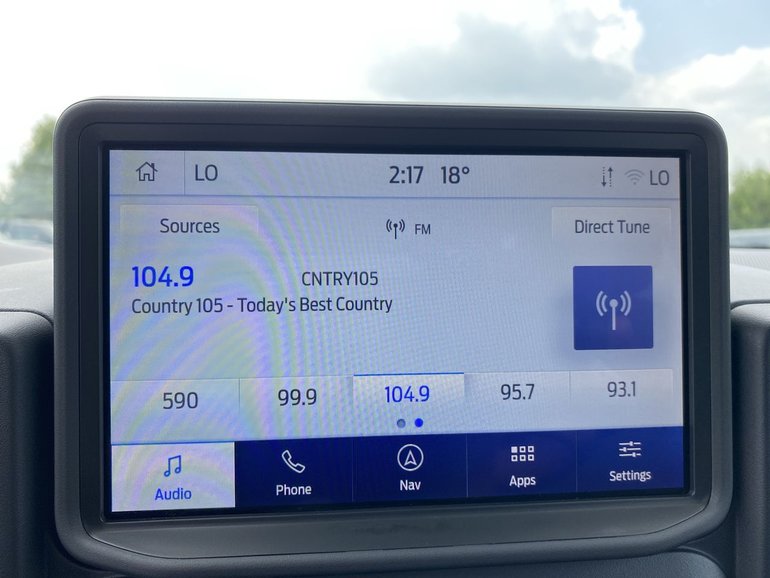 LO 2:17 18° LO
Sources FM Direct Tune
104.9 CNTRY105
Country 105 - Today's Best Country
590 99.9 104.9 95.7 93.1
Audio Phone Nav Apps Settings